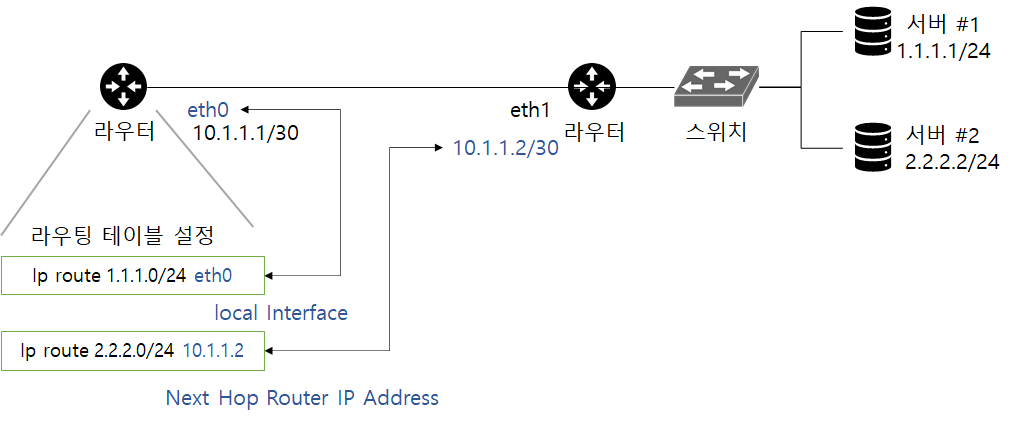 서버 #1
1.1.1.1/24
eth0
10.1.1.1/30
라우터
eth1
라우터
스위치
10.1.1.2/30
서버 #2
2.2.2.2/24
라우팅 테이블 설정
Ip route 1.1.1.0/24 eth0
local Interface
Ip route 2.2.2.0/24 10.1.1.2
Next Hop Router IP Address